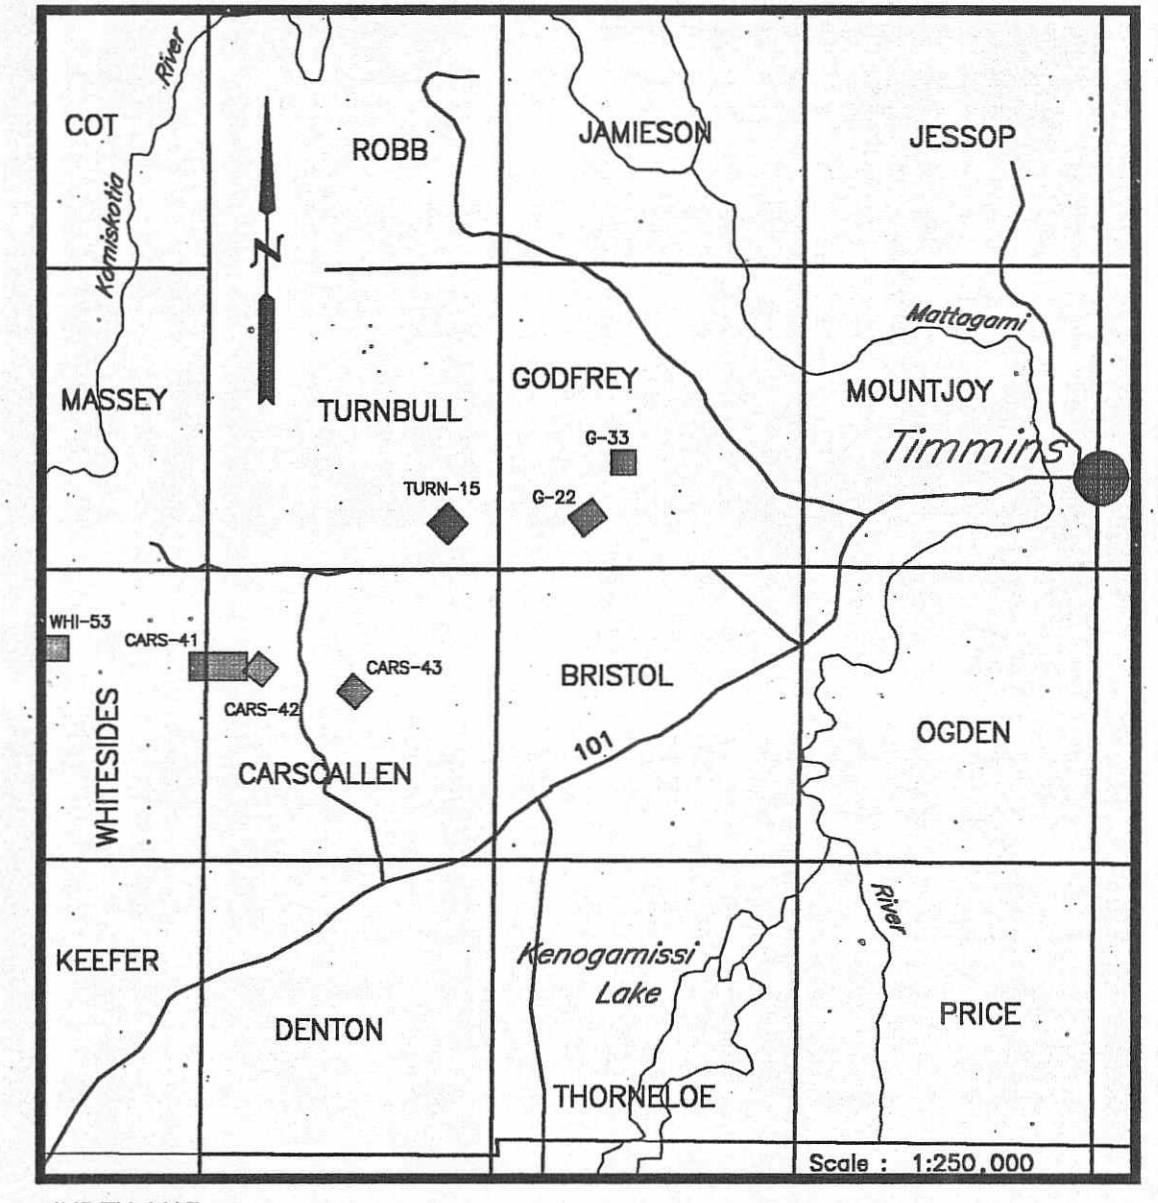 River
COT
ROBB
JAMIESON
JESSOP
Kamiskotia
N
Mattagami
GODFREY
MOUNTJOY
MASSEY
TURNBULL
G-33
Timmins
TURN-15
G-22
WHI-53
CARS-41
CARS-43
BRISTOL
CARS-42
WHITESIDES
OGDEN
101
CARSCALLEN
River
KEEFER
Kenogamissi
Lake
PRICE
DENTON
THORNELOE
Scale : 1:250,000